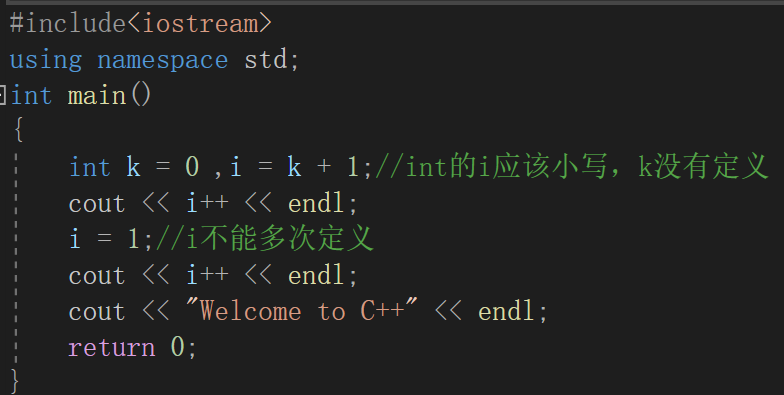 #include<iostream>
using namespace std;
int main()
{
    int k = 0 ,i = k + 1;//int的i应该小写，k没有定义
    cout << i++ << endl;
    i = 1;//i不能多次定义
    cout << i++ << endl;
    cout << "Welcome to C++" << endl;
    return 0;
}